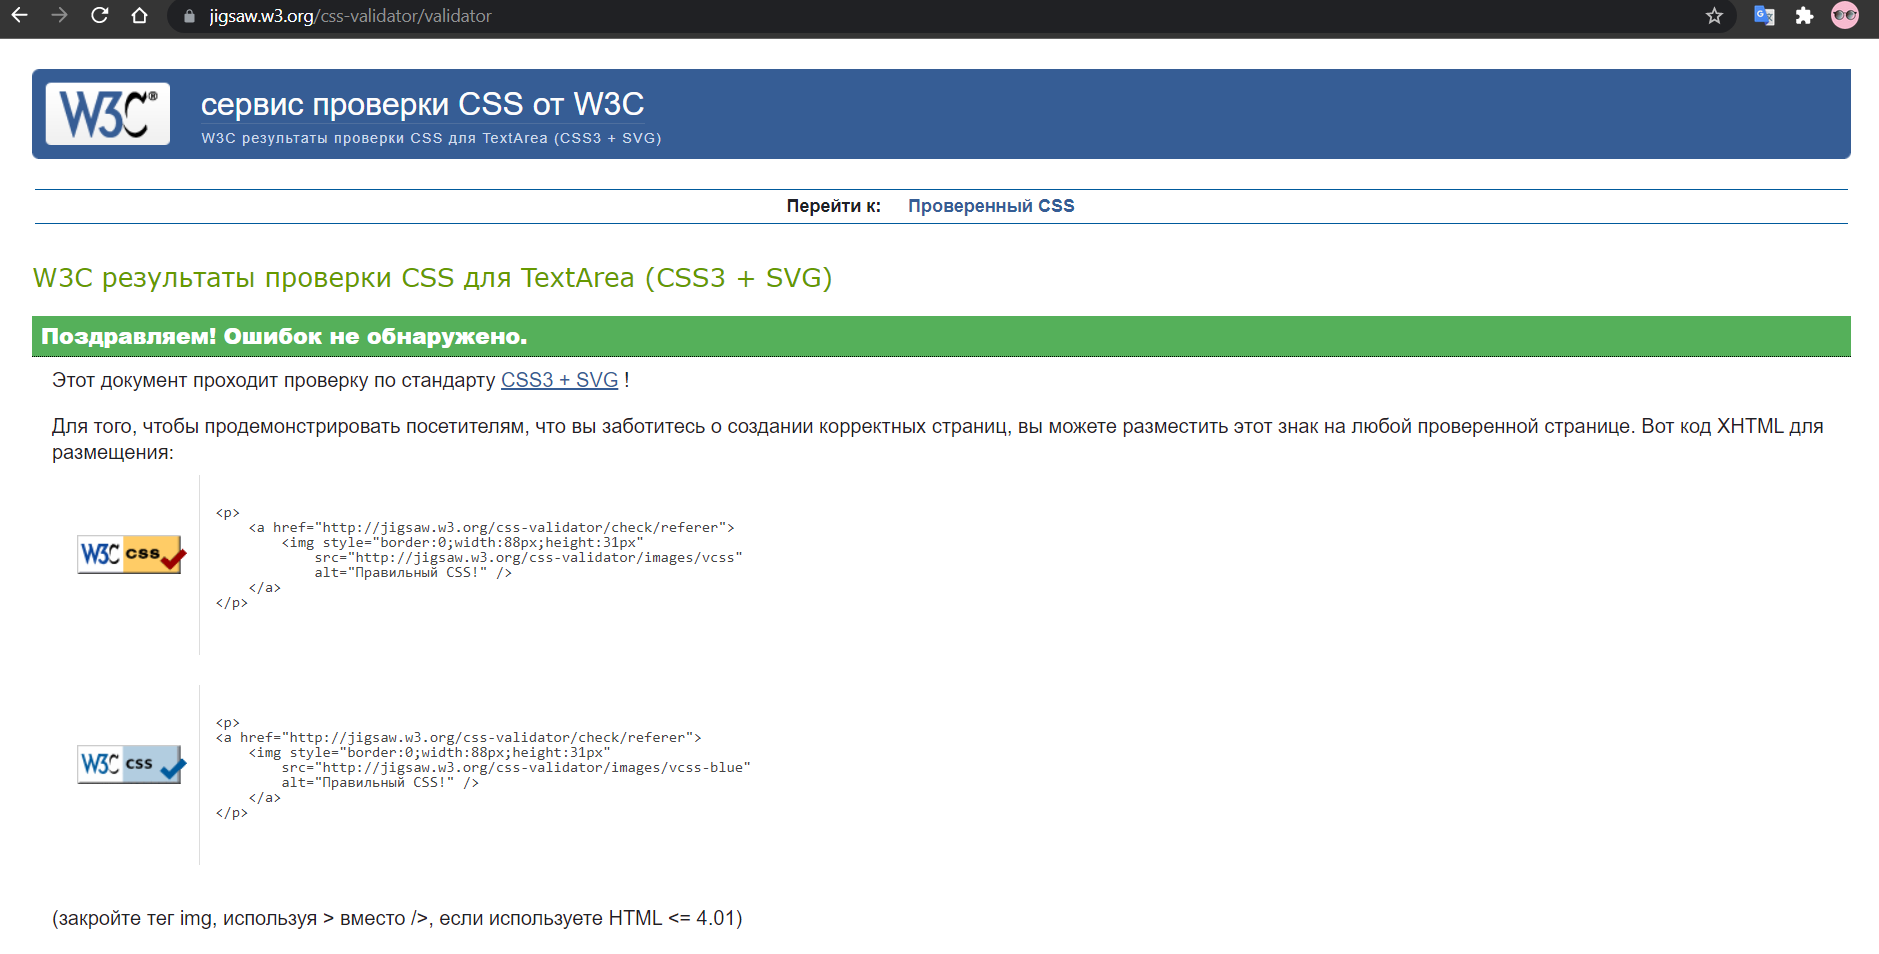 jigsaw.w3.org/css-validator/validator
W3C®
сервис проверки CSS от W3C
W3C результаты проверки CSS для TextArea (CSS3 + SVG)
Перейти к: Проверенный CSS
W3C результаты проверки CSS для TextArea (CSS3 + SVG)
Поздравляем! Ошибок не обнаружено.
Этот документ проходит проверку по стандарту CSS3 + SVG !
Для того, чтобы продемонстрировать посетителям, что вы заботитесь о создании корректных страниц, вы можете разместить этот знак на любой проверенной странице. Вот код XHTML для
размещения:
W3C css
<p>
<a href="http://jigsaw.w3.org/css-validator/check/referer">
<img style="border:0;width:88px;height:31px"
src="http://jigsaw.w3.org/css-validator/images/vcss"
alt="Правильный CSS!" />
</a>
</p>
W3C css
<p>
<a href="http://jigsaw.w3.org/css-validator/check/referer">
<img style="border:0;width:88px;height:31px"
src="http://jigsaw.w3.org/css-validator/images/vcss-blue"
alt="Правильный CSS!" />
</a>
</p>
(закройте тег img, используя > вместо />, если используете HTML <= 4.01)